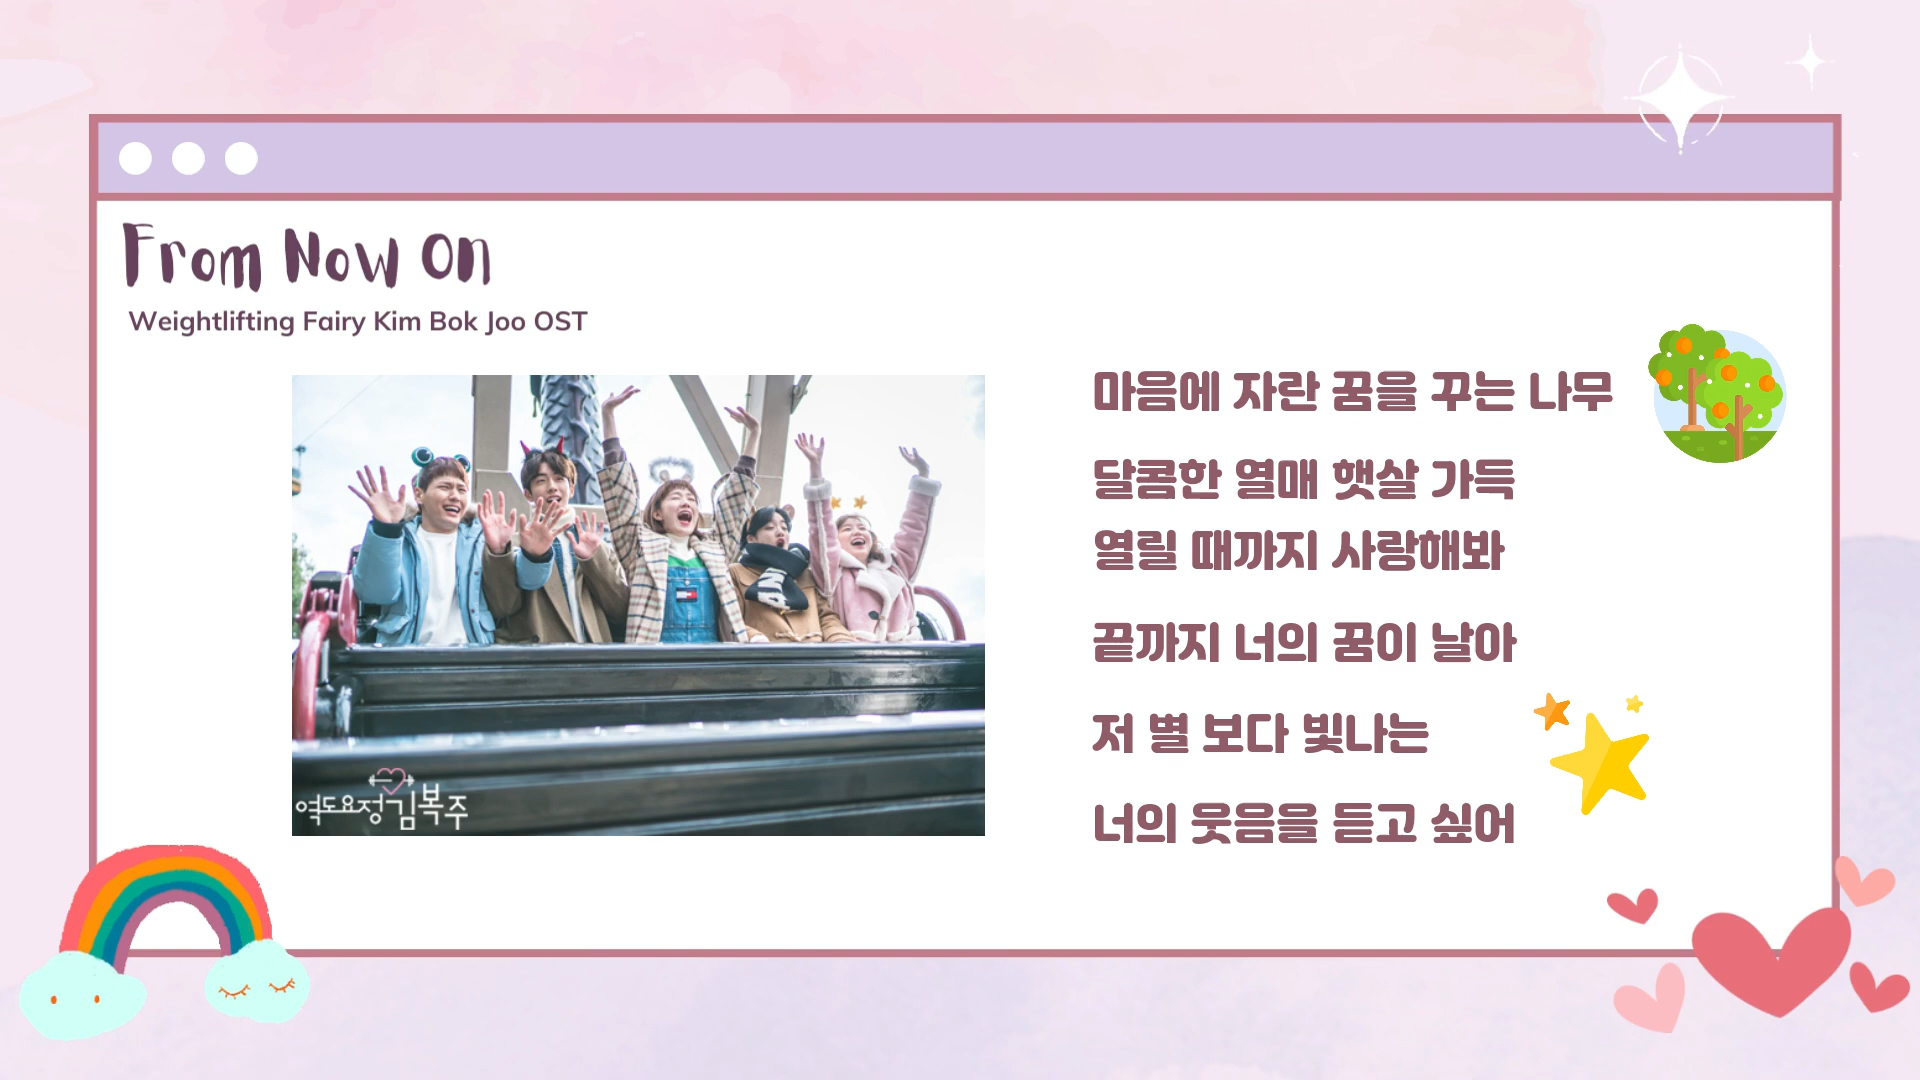 From Now On
Weightlifting Fairy Kim Bok Joo OST
마음에 자란 꿈을 꾸는 나무
달콤한 열매 햇살 가득
열릴 때까지 사랑해봐
끝까지 너의 꿈이 날아
저 별 보다 빛나는
너의 웃음을 듣고 싶어
역도요정김복주